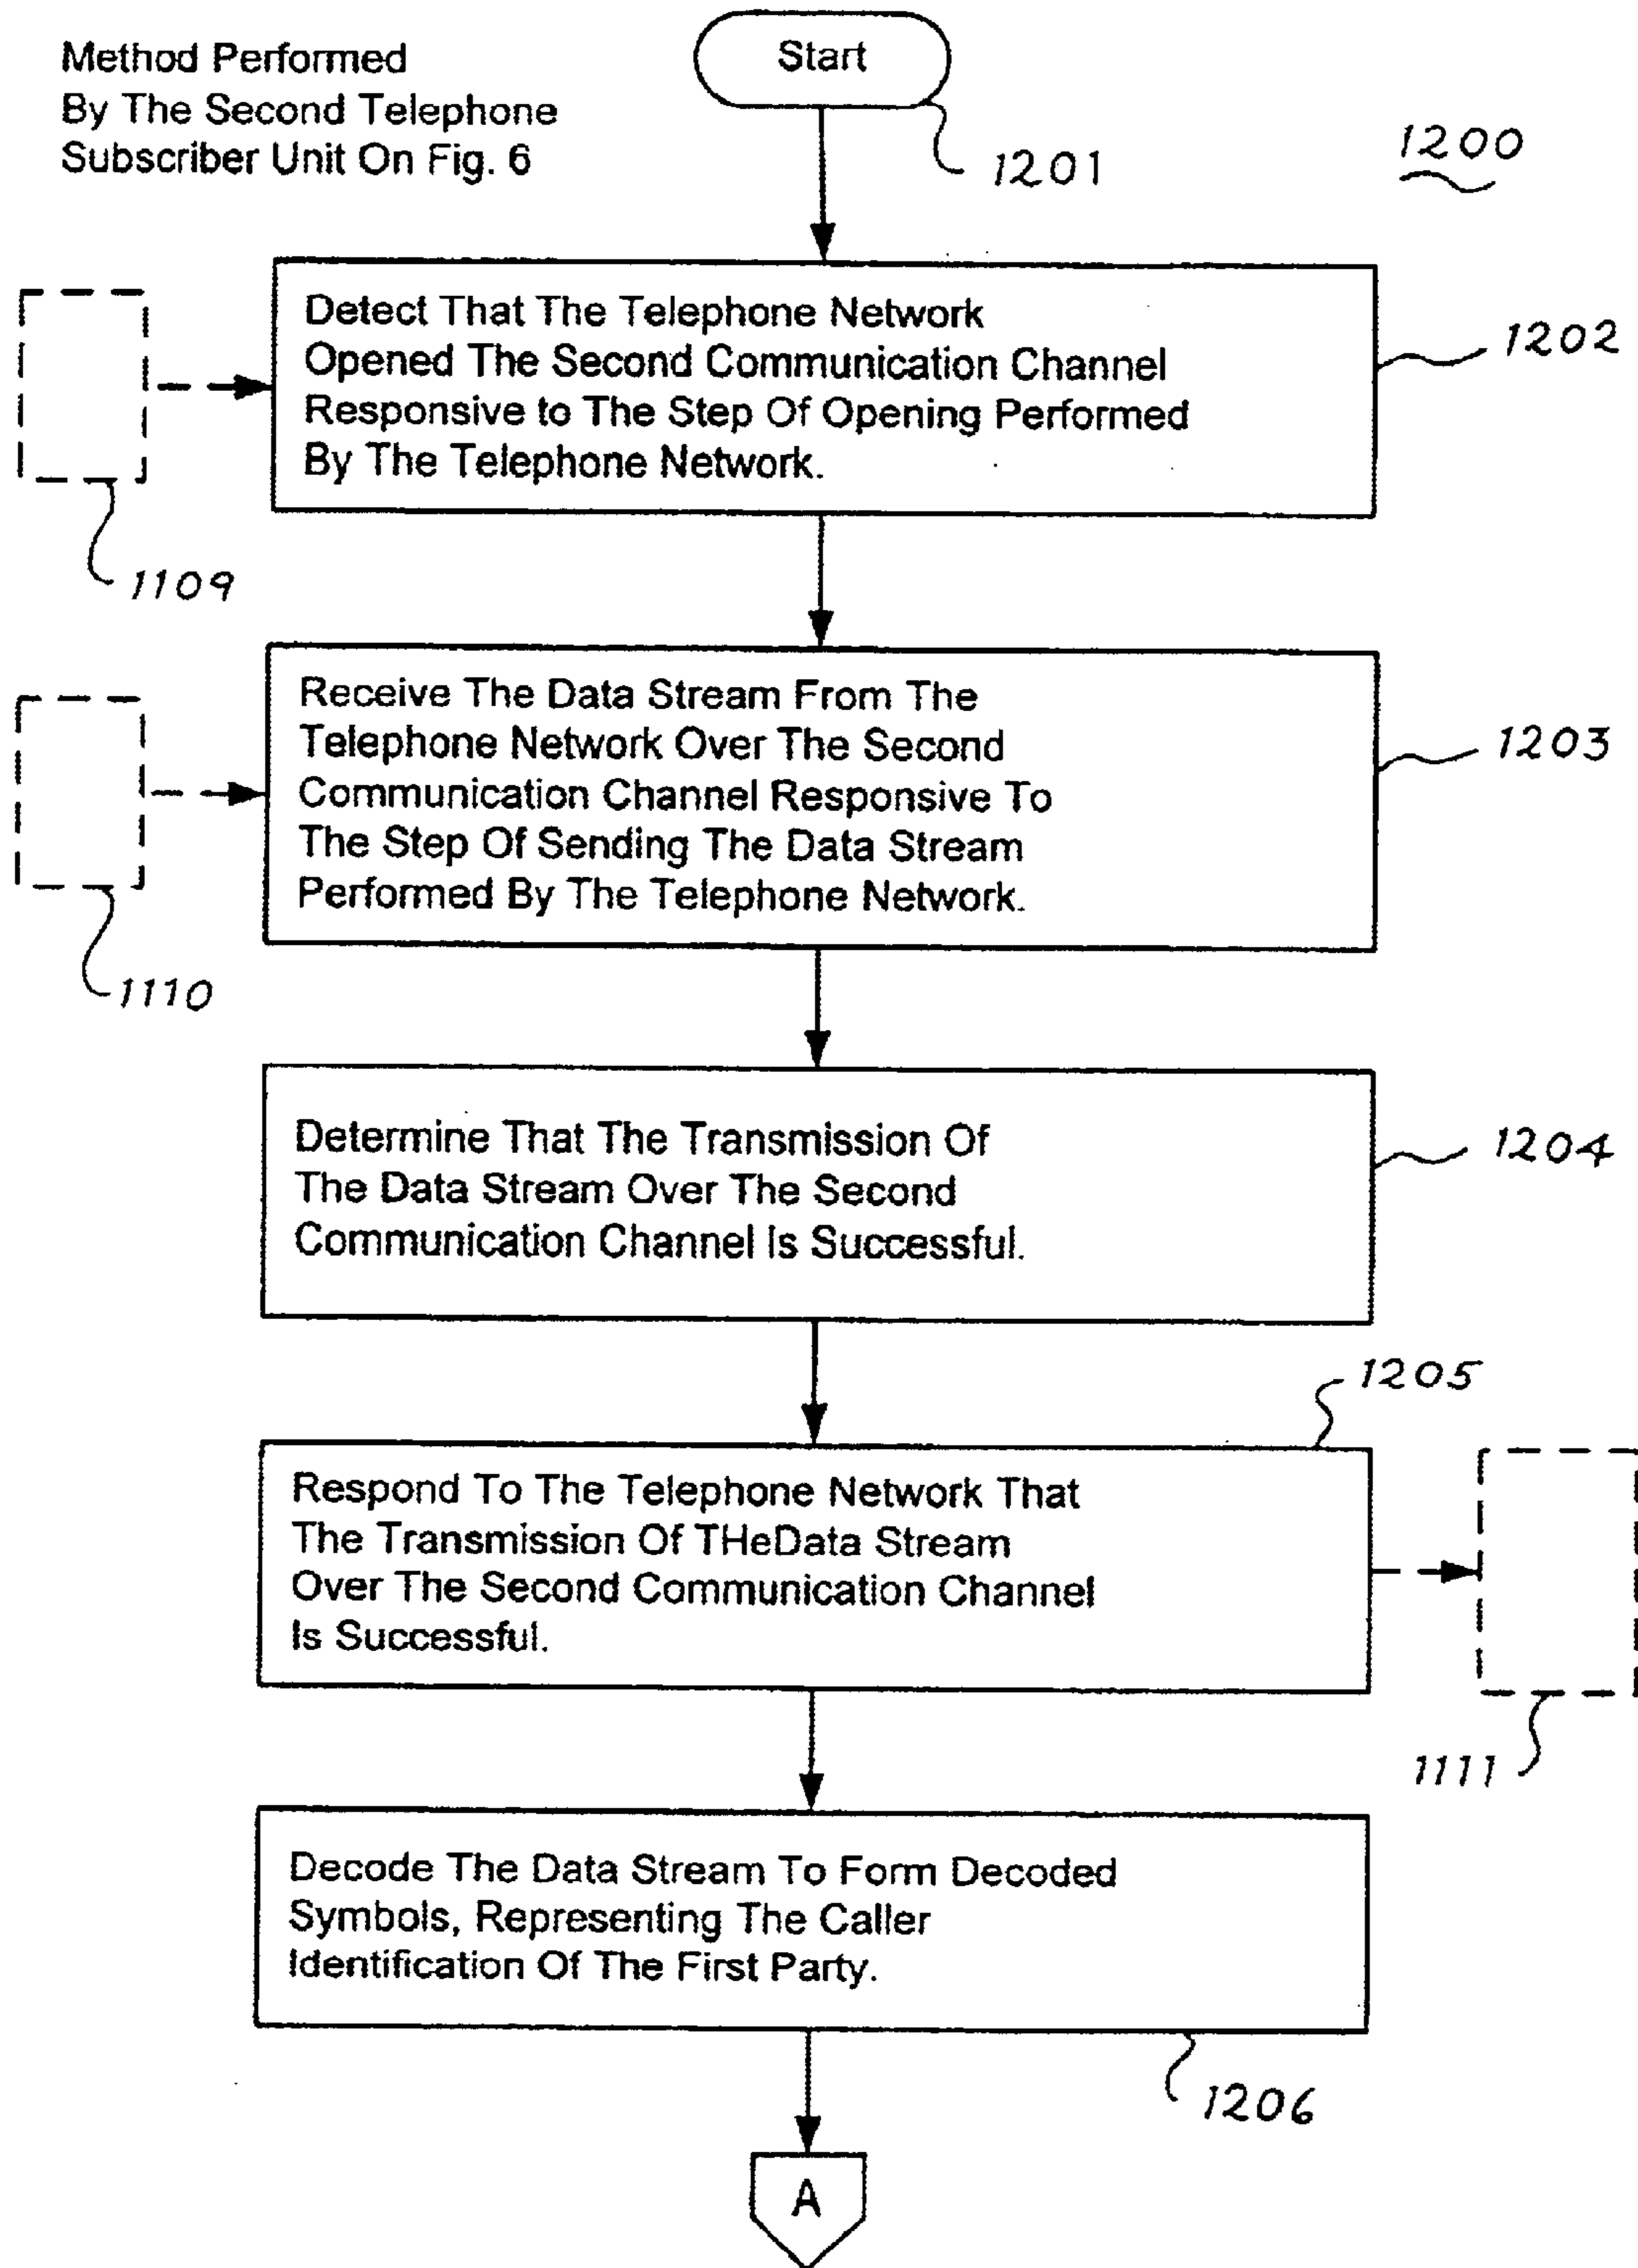 Method Performed
By The Second Telephone
Subscriber Unit On Fig. 6
Start
1201
1200
Detect That The Telephone Network
Opened The Second Communication Channel
Responsive to The Step Of Opening Performed
By The Telephone Network.
1202
1109
Receive The Data Stream From The
Telephone Network Over The Second
Communication Channel Responsive To
The Step Of Sending The Data Stream
Performed By The Telephone Network.
1203
1110
Determine That The Transmission Of
The Data Stream Over The Second
Communication Channel Is Successful.
1204
1205
Respond To The Telephone Network That
The Transmission Of THeData Stream
Over The Second Communication Channel
Is Successful.
1111
Decode The Data Stream To Form Decoded
Symbols, Representing The Caller
Identification Of The First Party.
1206
A